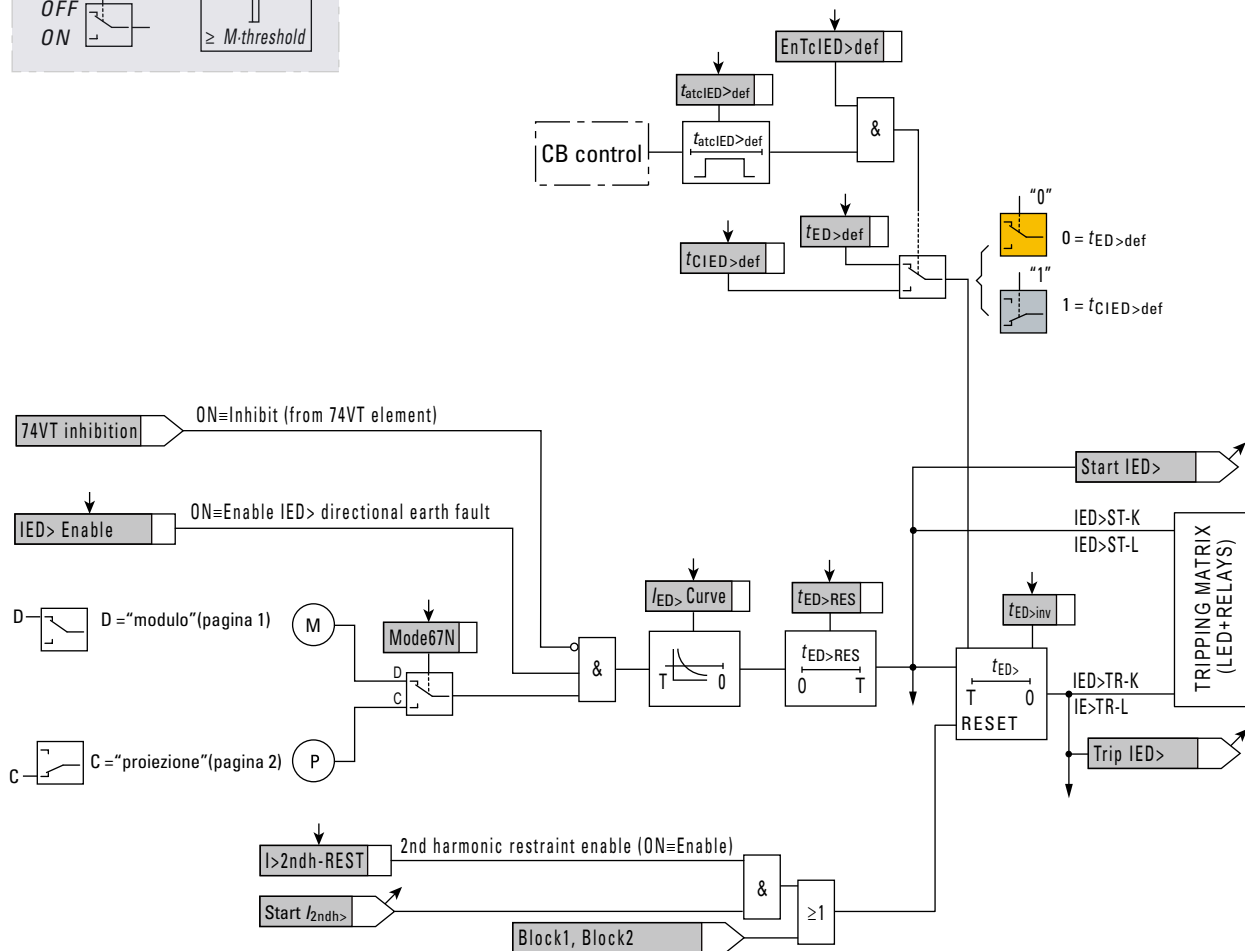 OFF
ON
≥ M-threshold
EnTcIED>def
tatcIED>def
CB control
tatcIED>def
&
"0"
0 = tED>def
tED>def
tCIED>def
"1"
1 = tCIED>def
74VT inhibition
ON≡Inhibit (from 74VT element)
IED> Enable
ON≡Enable IED> directional earth fault
Start IED>
IED>ST-K
IED>ST-L
TRIPPING MATRIX
(LED+RELAYS)
D
D ="modulo"(pagina 1)
M
Mode67N
D
C
&
IED> Curve
T 0
tED>RES
tED>RES
0 T
tED>inv
tED>
T 0
RESET
IED>TR-K
IE>TR-L
Trip IED>
C
C ="proiezione"(pagina 2)
P
I>2ndh-REST
2nd harmonic restraint enable (ON≡Enable)
Start I2ndh>
&
≥1
Block1, Block2